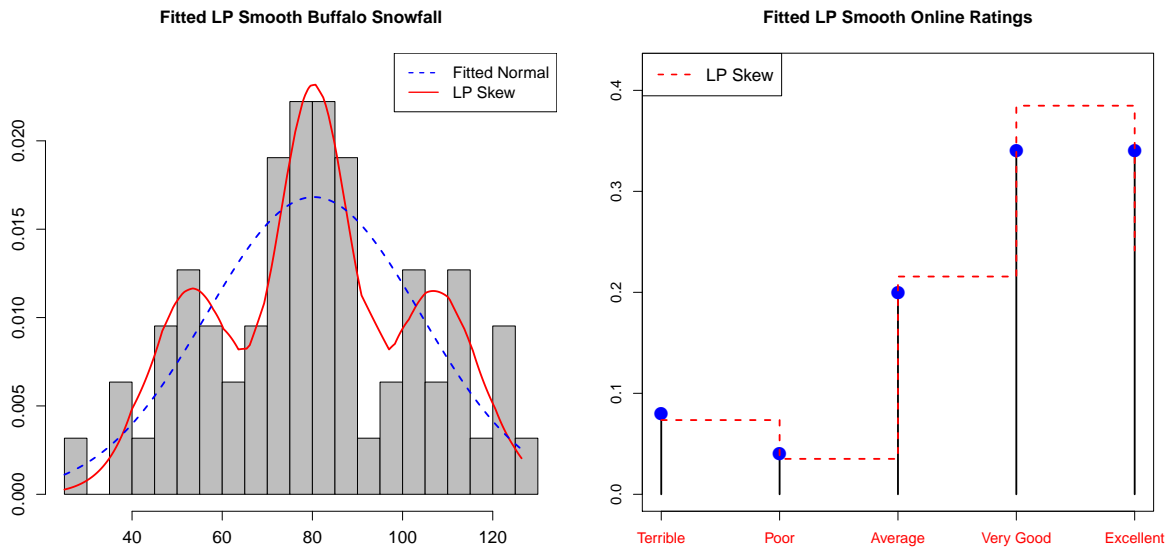 Fitted LP Smooth Buffalo Snowfall
Fitted Normal
LP Skew
0.020
0.015
0.010
0.005
0.000
40 60 80 100 120
Fitted LP Smooth Online Ratings
LP Skew
0.4
0.3
0.2
0.1
0.0
Terrible Poor Average Very Good Excellent